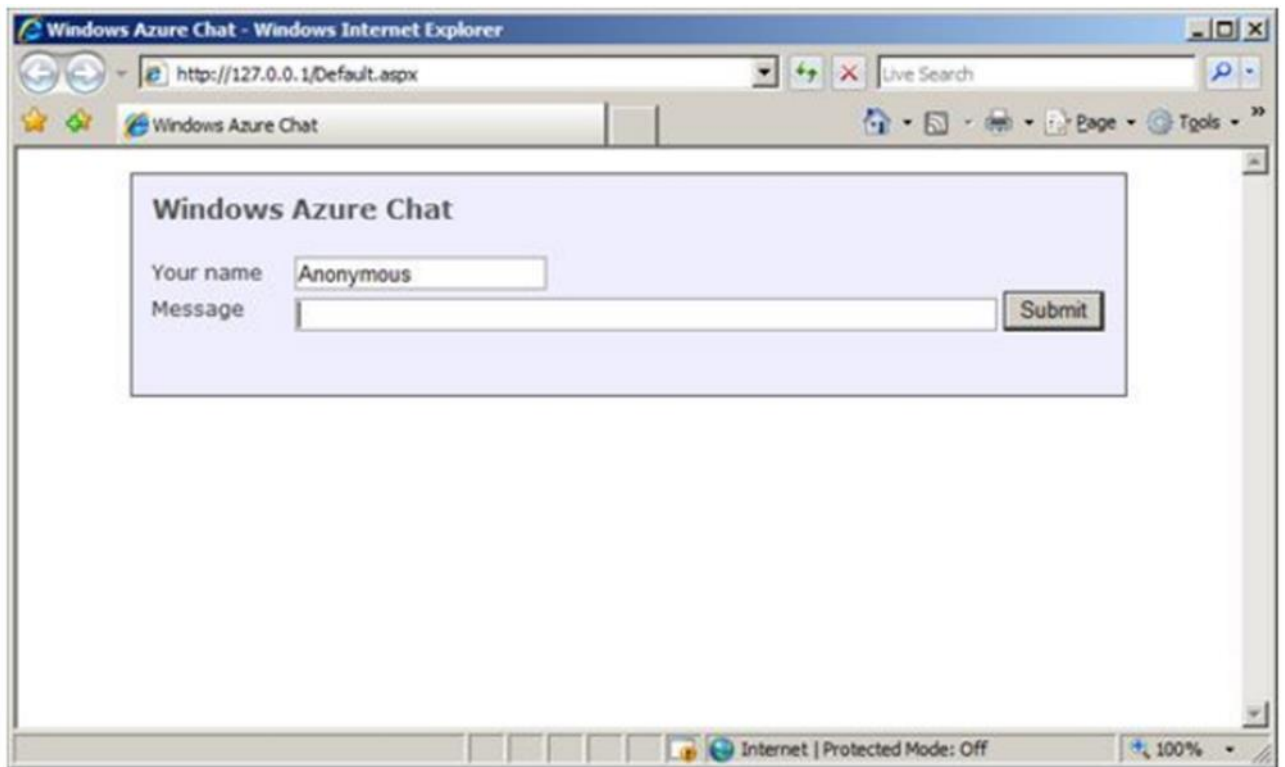 Windows Azure Chat - Windows Internet Explorer
http://127.0.0.1/Default.aspx
Live Search
Windows Azure Chat
Page
Tools
Windows Azure Chat
Your name
Anonymous
Message
Submit
Internet | Protected Mode: Off
100%